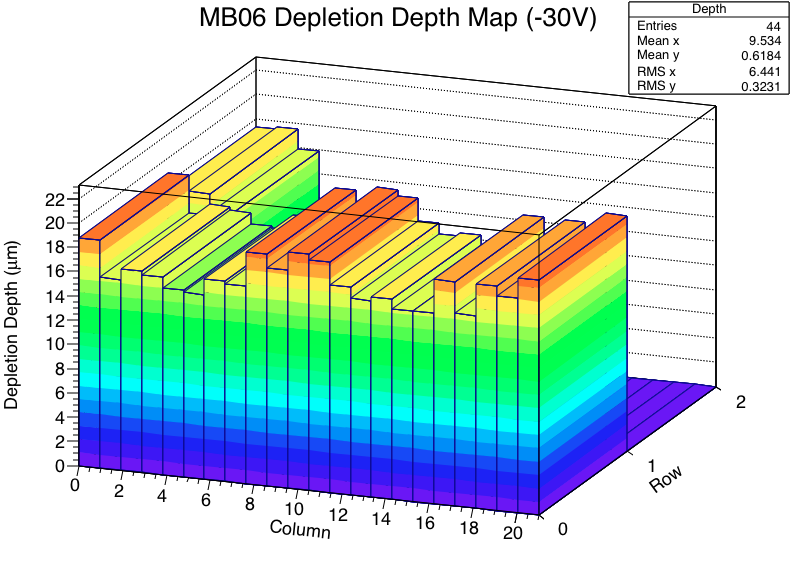 MB06 Depletion Depth Map (-30V)
Depth
Entries 44
Mean x 9.534
Mean y 0.6184
RMS x 6.441
RMS y 0.3231
Depletion Depth (μm)
22
20
18
16
14
12
10
8
6
4
2
0
0 2 4 6 8 10 12 14 16 18 20
Column
0 1 2
Row